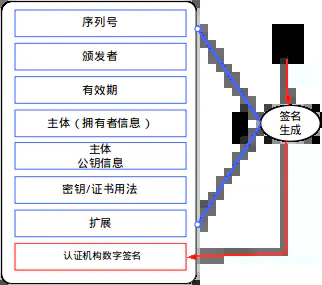 序列号
颁发者
有效期
主体（拥有者信息）
主体
公钥信息
密钥/证书用法
扩展
认证机构数字签名
签名
生成